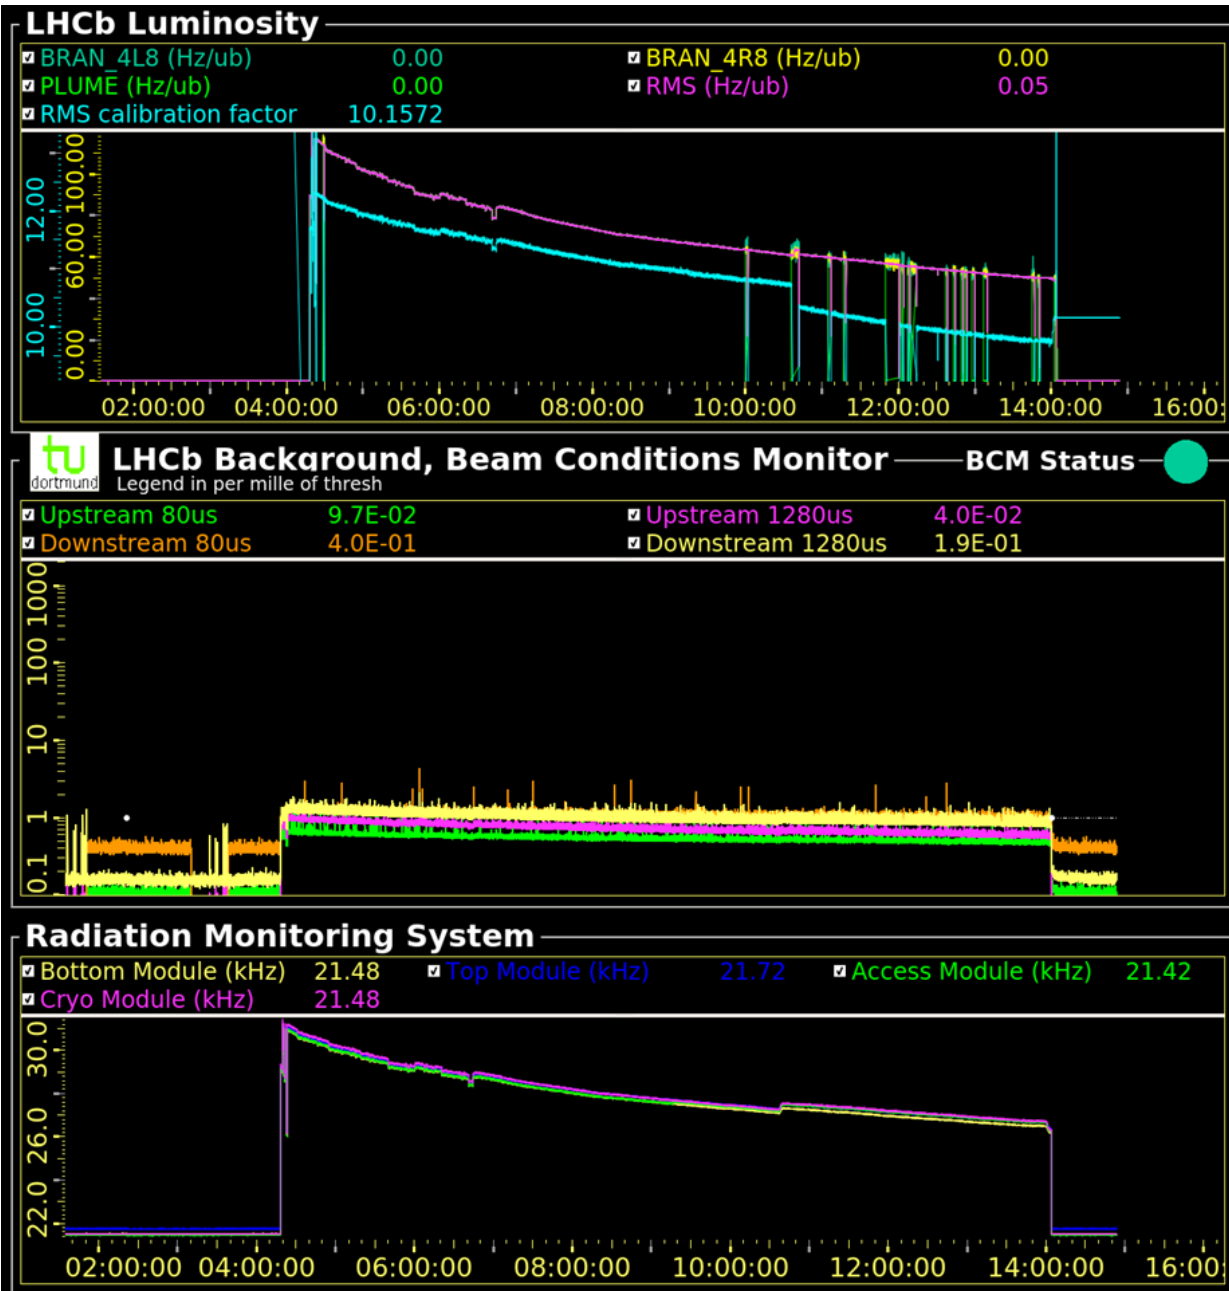 LHCb Luminosity
BRAN_4L8 (Hz/ub) 0.00 BRAN_4R8 (Hz/ub) 0.00
PLUME (Hz/ub) 0.00 RMS (Hz/ub) 0.05
RMS calibration factor 10.1572
12.00
10.00
100.00
60.00
0.00
02:00:00 04:00:00 06:00:00 08:00:00 10:00:00 12:00:00 14:00:00 16:00:
tu
dortmund
LHCb Background, Beam Conditions Monitor
BCM Status
Legend in per mille of thresh
Upstream 80us 9.7E-02 Upstream 1280us 4.0E-02
Downstream 80us 4.0E-01 Downstream 1280us 1.9E-01
1000
100
10
1
0.1
Radiation Monitoring System
Bottom Module (kHz) 21.48 Top Module (kHz) 21.72 Access Module (kHz) 21.42
Cryo Module (kHz) 21.48
30.0
26.0
22.0
02:00:00 04:00:00 06:00:00 08:00:00 10:00:00 12:00:00 14:00:00 16:00: